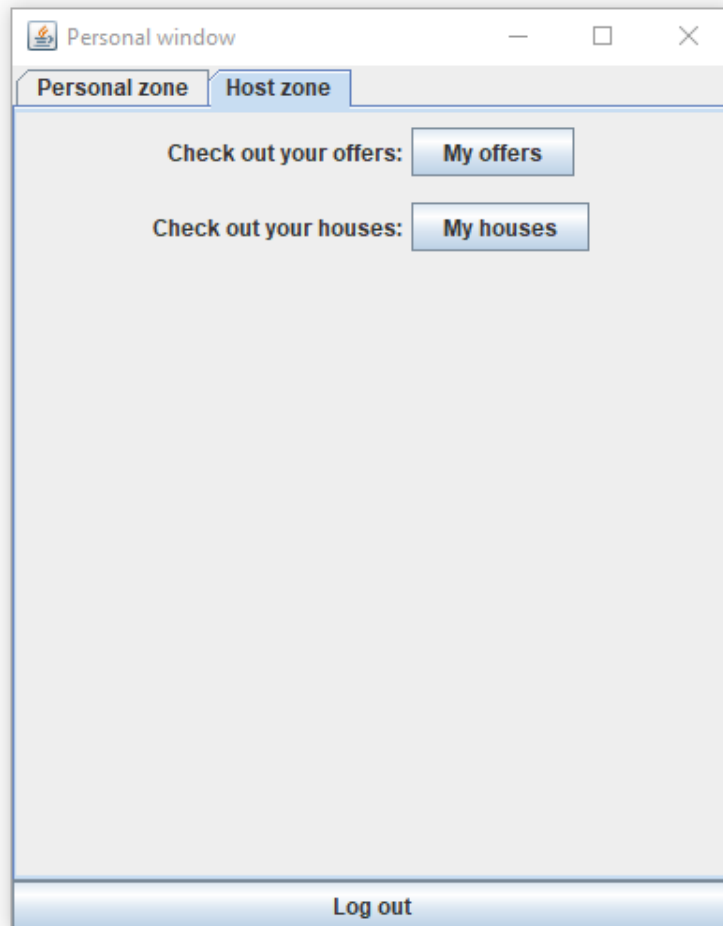 Personal window
Personal zone Host zone
Check out your offers: My offers
Check out your houses: My houses
Log out